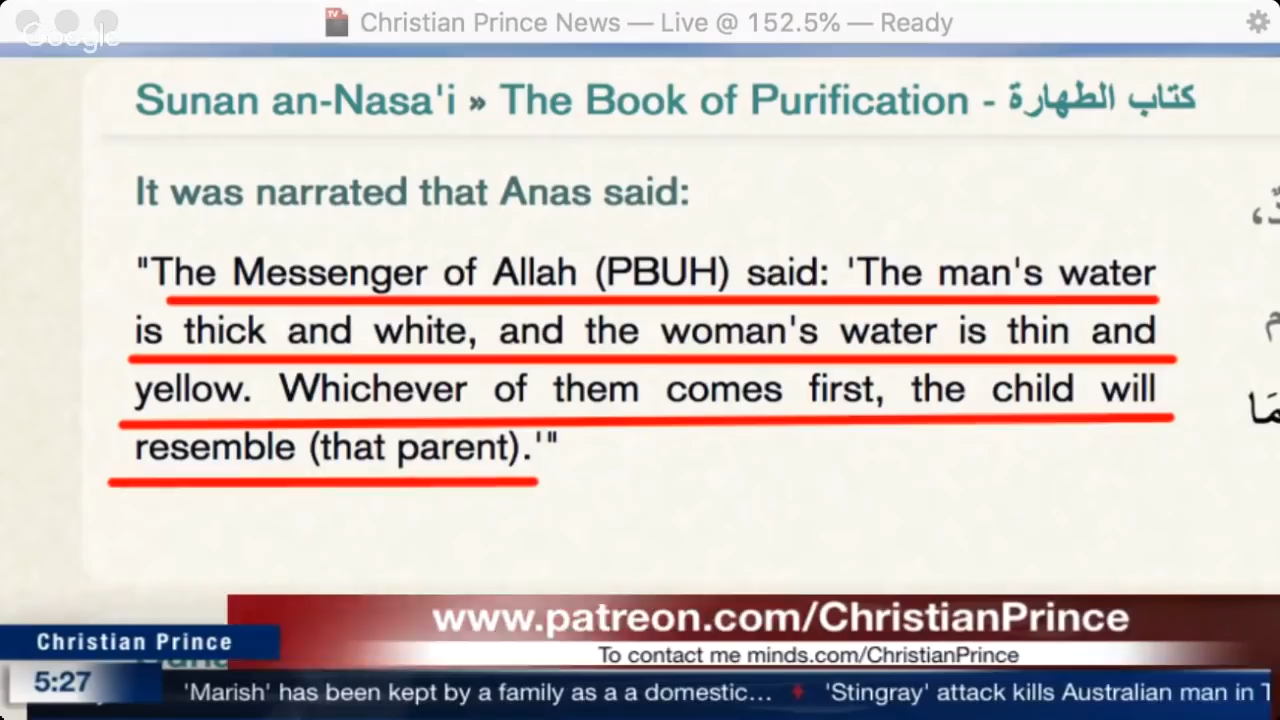 Christian Prince News — Live @ 152.5% — Ready
Google
Sunan an-Nasa'i » The Book of Purification - كتاب الطهارة
It was narrated that Anas said:
"The Messenger of Allah (PBUH) said: 'The man's water
is thick and white, and the woman's water is thin and
yellow. Whichever of them comes first, the child will
resemble (that parent).'"
www.patreon.com/ChristianPrince
Christian Prince
To contact me minds.com/ChristianPrince
5:27
'Marish' has been kept by a family as a a domestic... 'Stingray' attack kills Australian man in T